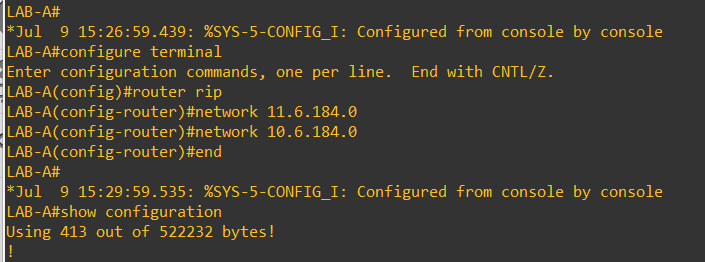 LAB-A#
*Jul  9 15:26:59.439: %SYS-5-CONFIG_I: Configured from console by console
LAB-A#configure terminal
Enter configuration commands, one per line.  End with CNTL/Z.
LAB-A(config)#router rip
LAB-A(config-router)#network 11.6.184.0
LAB-A(config-router)#network 10.6.184.0
LAB-A(config-router)#end
LAB-A#
*Jul  9 15:29:59.535: %SYS-5-CONFIG_I: Configured from console by console
LAB-A#show configuration
Using 413 out of 522232 bytes!
!